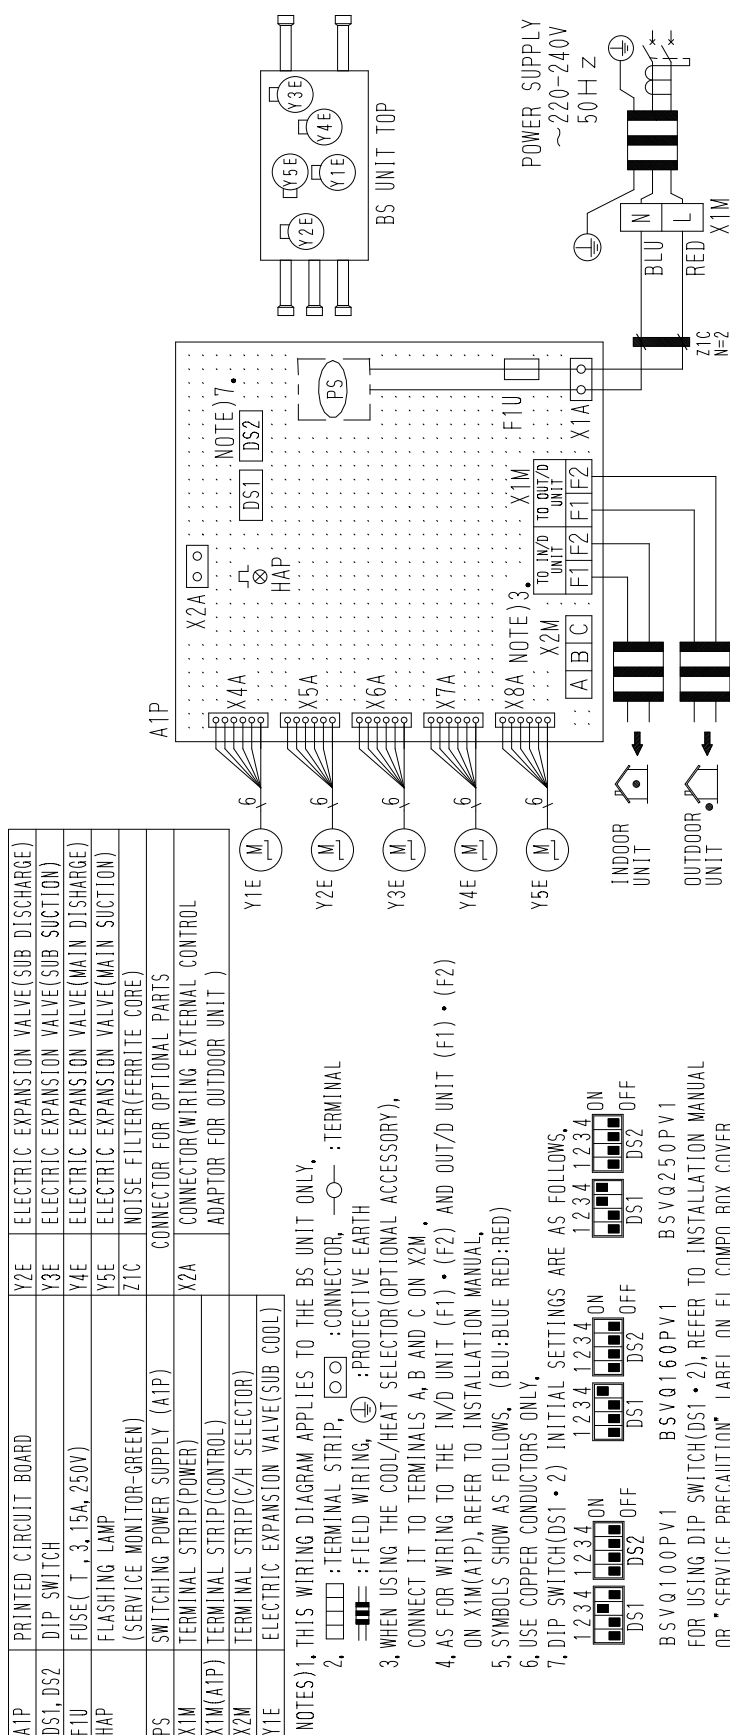 A1P PRINTED CIRCUIT BOARD
DS1, DS2 DIP SWITCH
F1U FUSE( T , 3, 15A, 250V)
HAP FLASHING LAMP
(SERVICE MONITOR-GREEN)
PS SWITCHING POWER SUPPLY (A1P)
X1M TERMINAL STRIP(POWER)
X1M(A1P) TERMINAL STRIP(CONTROL)
X2M TERMINAL STRIP(C/H SELECTOR)
Y1E ELECTRIC EXPANSION VALVE(SUB COOL)
Y2E ELECTRIC EXPANSION VALVE(SUB DISCHARGE)
Y3E ELECTRIC EXPANSION VALVE(SUB SUCTION)
Y4E ELECTRIC EXPANSION VALVE(MAIN DISHARGE)
Y5E ELECTRIC EXPANSION VALVE(MAIN SUCTION)
Z1C NOISE FILTER(FERRITE CORE)
CONNECTOR FOR OPTIONAL PARTS
X2A CONNECTOR(WIRING EXTERNAL CONTROL
ADAPTOR FOR OUTDOOR UNIT )
NOTES)1. THIS WIRING DIAGRAM APPLIES TO THE BS UNIT ONLY.
2. :TERMINAL STRIP, :CONNECTOR, :TERMINAL
:FIELD WIRING, :PROTECTIVE EARTH
3. WHEN USING THE COOL/HEAT SELECTOR(OPTIONAL ACCESSORY),
CONNECT IT TO TERMINALS A, B AND C ON X2M .
4. AS FOR WIRING TO THE IN/D UNIT (F1)・(F2) AND OUT/D UNIT (F1)・(F2)
ON X1M(A1P), REFER TO INSTALLATION MANUAL.
5. SYMBOLS SHOW AS FOLLOWS. (BLU:BLUE RED:RED)
6. USE COPPER CONDUCTORS ONLY.
7. DIP SWITCH(DS1・2) INITIAL SETTINGS ARE AS FOLLOWS.
1234 1234 ON
OFF
DS1 DS2
BSVQ100PV1
1234 1234 ON
OFF
DS1 DS2
BSVQ160PV1
1234 1234 ON
OFF
DS1 DS2
BSVQ250PV1
FOR USING DIP SWITCH(DS1・2), REFER TO INSTALLATION MANUAL
OR "SERVICE PRECAUTION" LABEL ON EL. COMPO. BOX COVER
A1P
Y1E M 6 X4A
Y2E M 6 X5A
Y3E M 6 X6A
Y4E M 6 X7A
Y5E M 6 X8A
X2A
HAP
DS1 DS2
NOTE)7.
PS
F1U
X1A
NOTE)3.
X2M
A B C
X1M
TO IN/D UNIT
TO OUT/D UNIT
F1 F2 F1 F2
INDOOR
UNIT
OUTDOOR
UNIT
Z1C
N=2
BLU
RED
N L
X1M
POWER SUPPLY
~220-240V
50HZ
Y2E Y5E Y1E Y4E Y3E
BS UNIT TOP